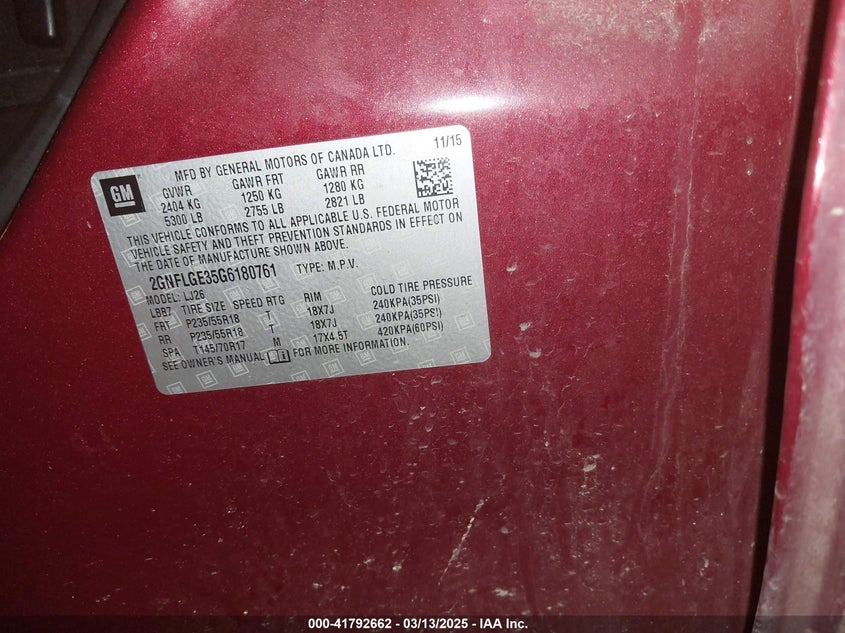 GM
MFD BY GENERAL MOTORS OF CANADA LTD. 11/15
GVWR GAWR FRT GAWR RR
2404 KG 1250 KG 1280 KG
5300 LB 2755 LB 2821 LB
THIS VEHICLE CONFORMS TO ALL APPLICABLE U.S. FEDERAL MOTOR
VEHICLE SAFETY AND THEFT PREVENTION STANDARDS IN EFFECT ON
THE DATE OF MANUFACTURE SHOWN ABOVE.
2GNFLGE35G6180761 TYPE: M.P.V.
MODEL: LJ26
LBB7 TIRE SIZE SPEED RTG RIM COLD TIRE PRESSURE
FRT P235/55R18 T 18X7J 240KPA(35PSI)
RR P235/55R18 T 18X7J 240KPA(35PSI)
SPA T145/70R17 M 17X4.5T 420KPA(60PSI)
SEE OWNER'S MANUAL FOR MORE INFORMATION.
000-41792662 - 03/13/2025 - IAA Inc.